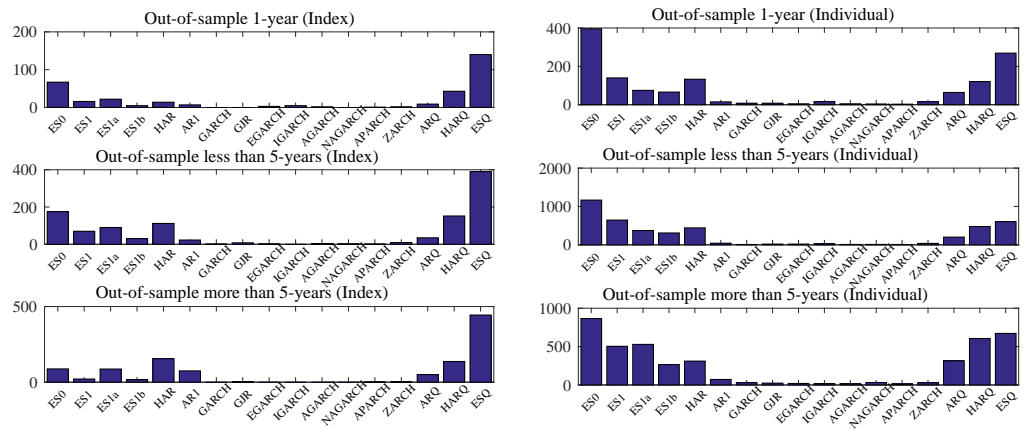 Out-of-sample 1-year (Index)
200
100
0
ES0 ES1 ES1a ES1b HAR AR1 GARCH GJR EGARCH IGARCH AGARCH NAGARCH APARCH ZARCH ARQ HARQ ESQ
Out-of-sample less than 5-years (Index)
400
200
0
ES0 ES1 ES1a ES1b HAR AR1 GARCH GJR EGARCH IGARCH AGARCH NAGARCH APARCH ZARCH ARQ HARQ ESQ
Out-of-sample more than 5-years (Index)
500
0
ES0 ES1 ES1a ES1b HAR AR1 GARCH GJR EGARCH IGARCH AGARCH NAGARCH APARCH ZARCH ARQ HARQ ESQ
Out-of-sample 1-year (Individual)
400
200
0
ES0 ES1 ES1a ES1b HAR AR1 GARCH GJR EGARCH IGARCH AGARCH NAGARCH APARCH ZARCH ARQ HARQ ESQ
Out-of-sample less than 5-years (Individual)
2000
1000
0
ES0 ES1 ES1a ES1b HAR AR1 GARCH GJR EGARCH IGARCH AGARCH NAGARCH APARCH ZARCH ARQ HARQ ESQ
Out-of-sample more than 5-years (Individual)
1000
500
0
ES0 ES1 ES1a ES1b HAR AR1 GARCH GJR EGARCH IGARCH AGARCH NAGARCH APARCH ZARCH ARQ HARQ ESQ